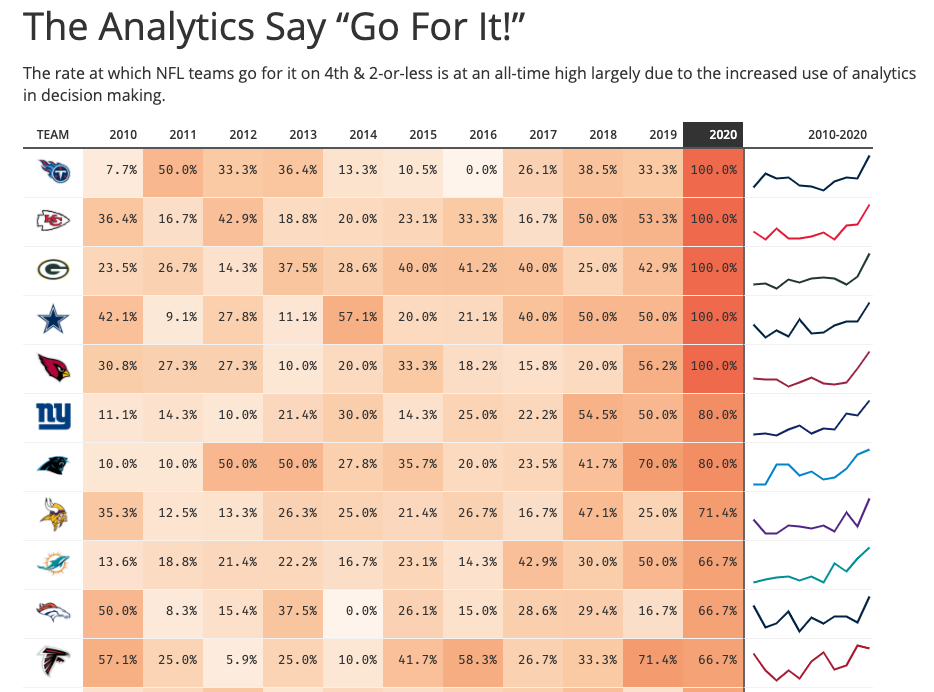 The Analytics Say “Go For It!”
The rate at which NFL teams go for it on 4th & 2-or-less is at an all-time high largely due to the increased use of analytics
in decision making.
TEAM 2010 2011 2012 2013 2014 2015 2016 2017 2018 2019 2020 2010-2020
7.7% 50.0% 33.3% 36.4% 13.3% 10.5% 0.0% 26.1% 38.5% 33.3% 100.0%
KC 36.4% 16.7% 42.9% 18.8% 20.0% 23.1% 33.3% 16.7% 50.0% 53.3% 100.0%
G 23.5% 26.7% 14.3% 37.5% 28.6% 40.0% 41.2% 40.0% 25.0% 42.9% 100.0%
42.1% 9.1% 27.8% 11.1% 57.1% 20.0% 21.1% 40.0% 50.0% 50.0% 100.0%
30.8% 27.3% 27.3% 10.0% 20.0% 33.3% 18.2% 15.8% 20.0% 56.2% 100.0%
ny 11.1% 14.3% 10.0% 21.4% 30.0% 14.3% 25.0% 22.2% 54.5% 50.0% 80.0%
10.0% 10.0% 50.0% 50.0% 27.8% 35.7% 20.0% 23.5% 41.7% 70.0% 80.0%
35.3% 12.5% 13.3% 26.3% 25.0% 21.4% 26.7% 16.7% 47.1% 25.0% 71.4%
13.6% 18.8% 21.4% 22.2% 16.7% 23.1% 14.3% 42.9% 30.0% 50.0% 66.7%
50.0% 8.3% 15.4% 37.5% 0.0% 26.1% 15.0% 28.6% 29.4% 16.7% 66.7%
57.1% 25.0% 5.9% 25.0% 10.0% 41.7% 58.3% 26.7% 33.3% 71.4% 66.7%